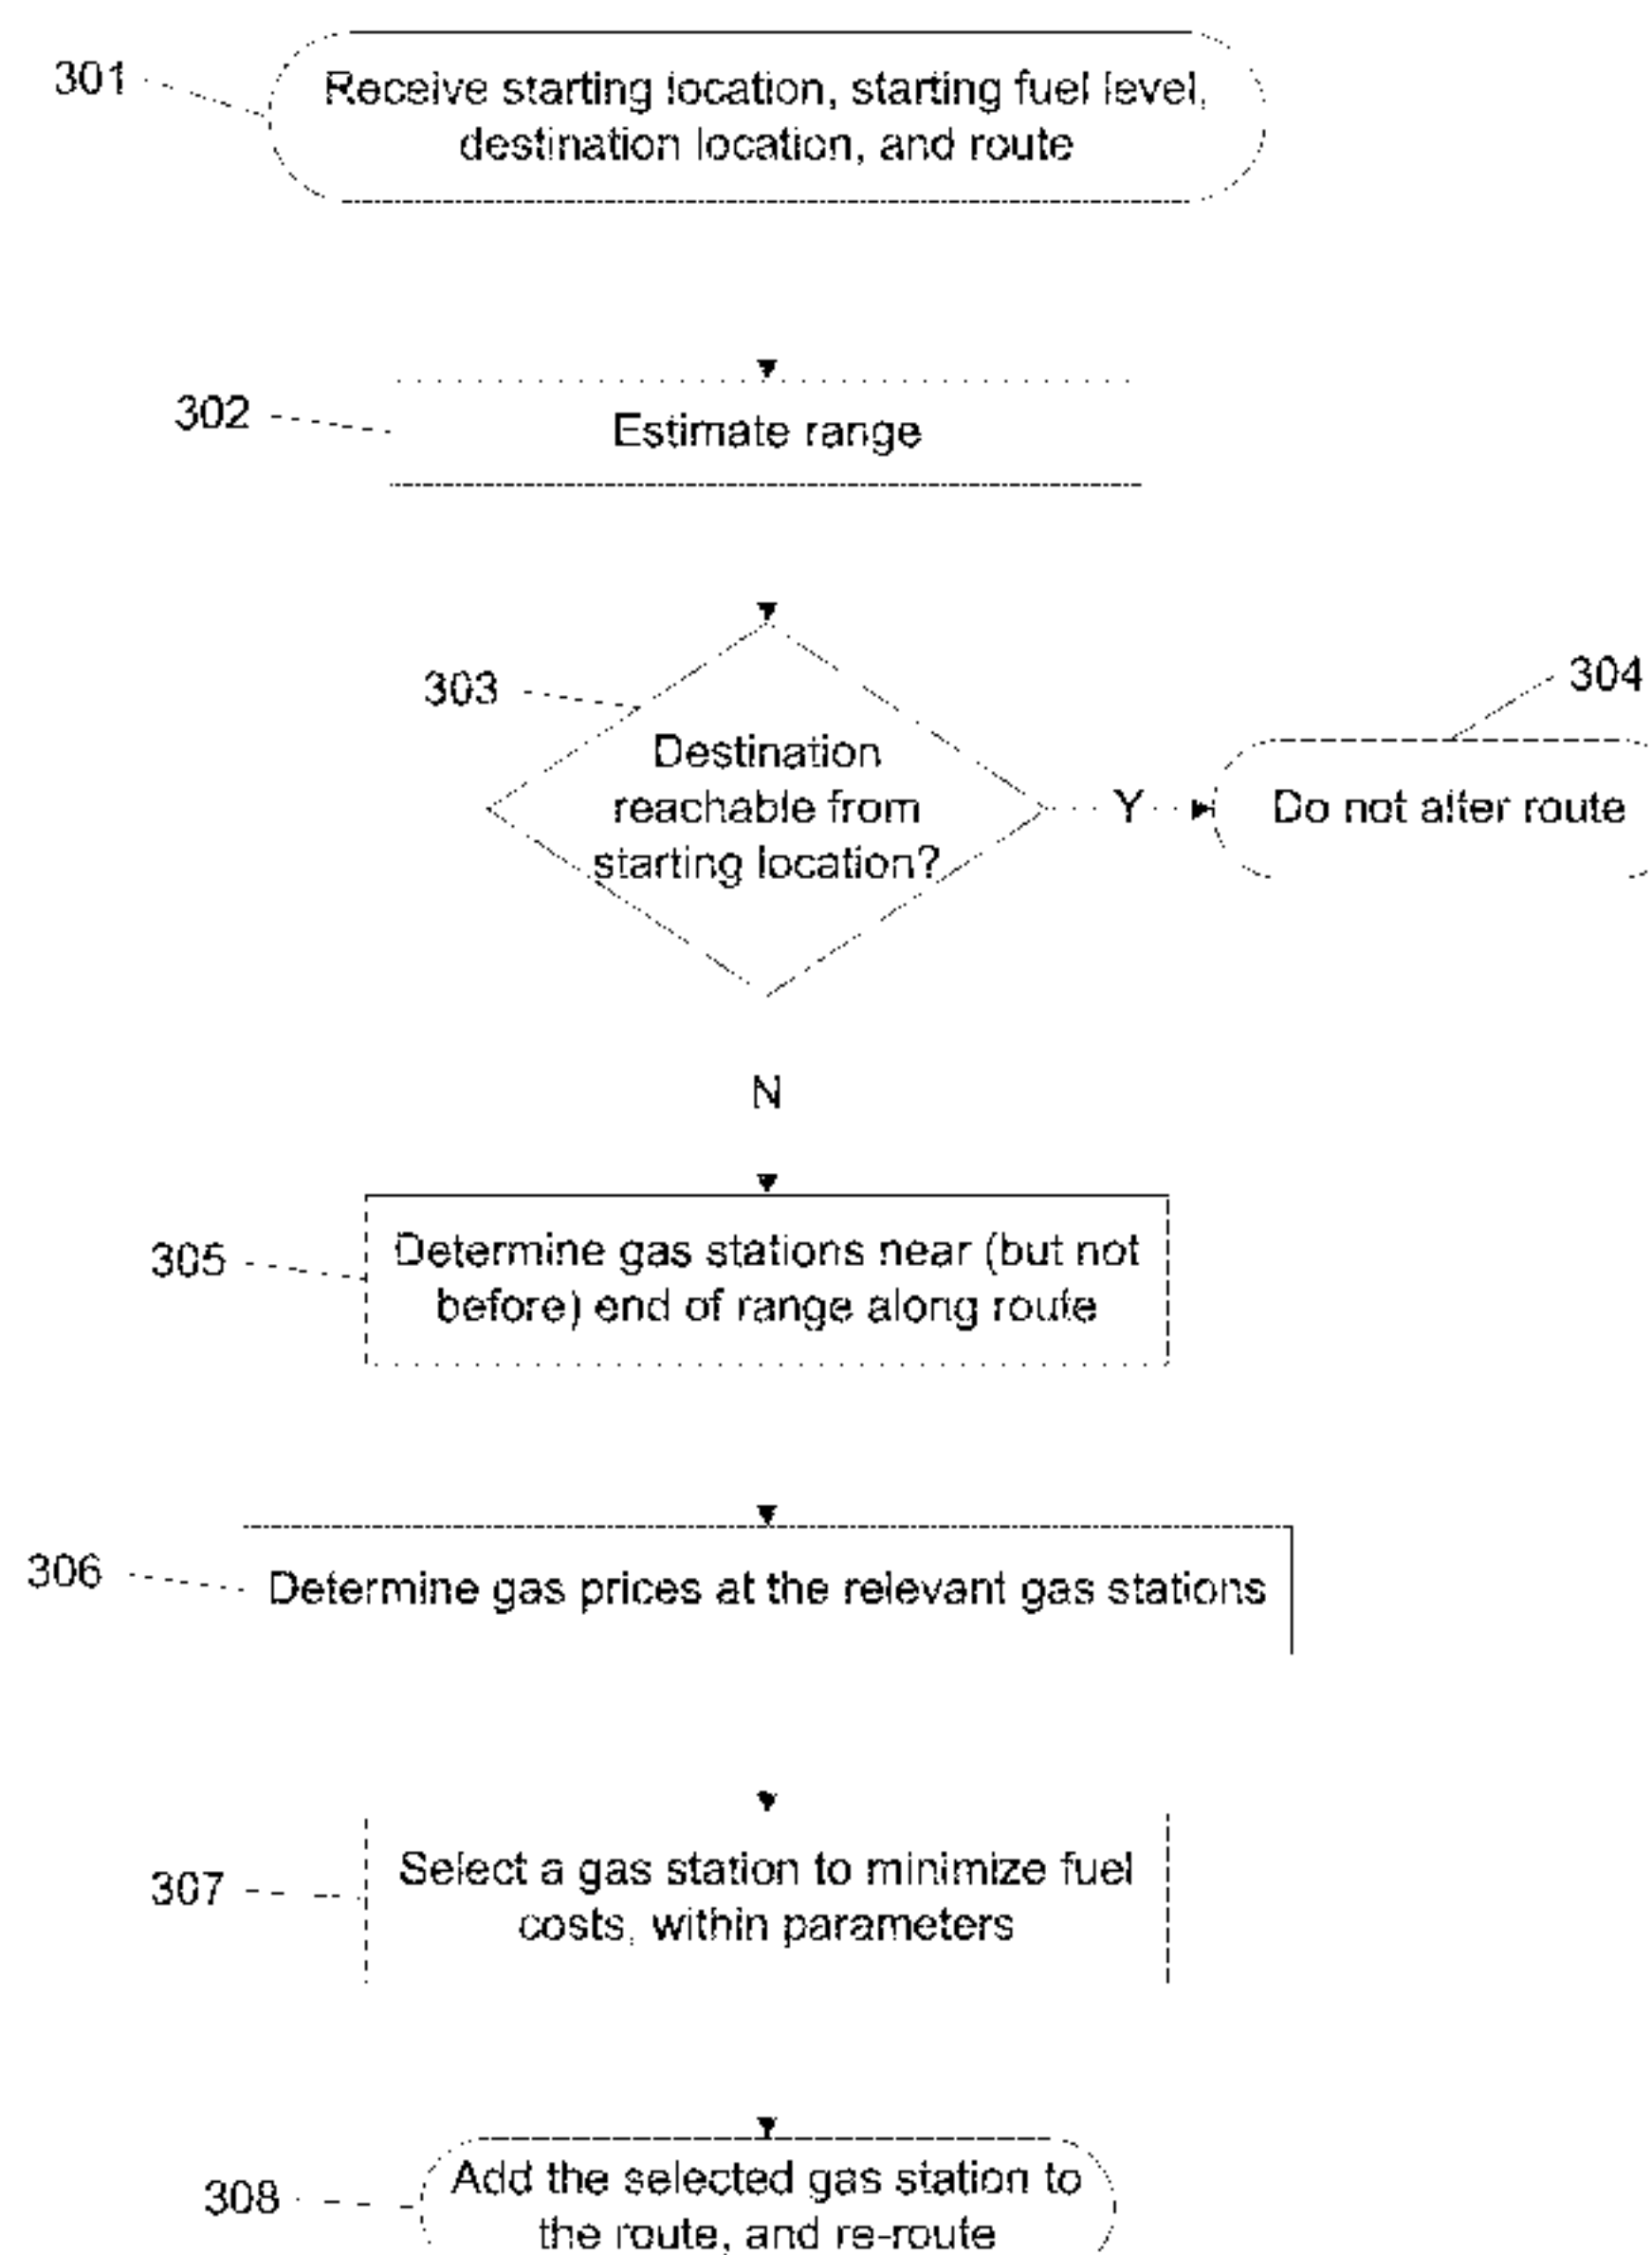 301
Receive starting location, starting fuel level,
destination location, and route
302
Estimate range
303
304
Destination
reachable from
starting location?
Y
Do not alter route
N
305
Determine gas stations near (but not
before) end of range along route
306
Determine gas prices at the relevant gas stations
307
Select a gas station to minimize fuel
costs, within parameters
308
Add the selected gas station to
the route, and re-route